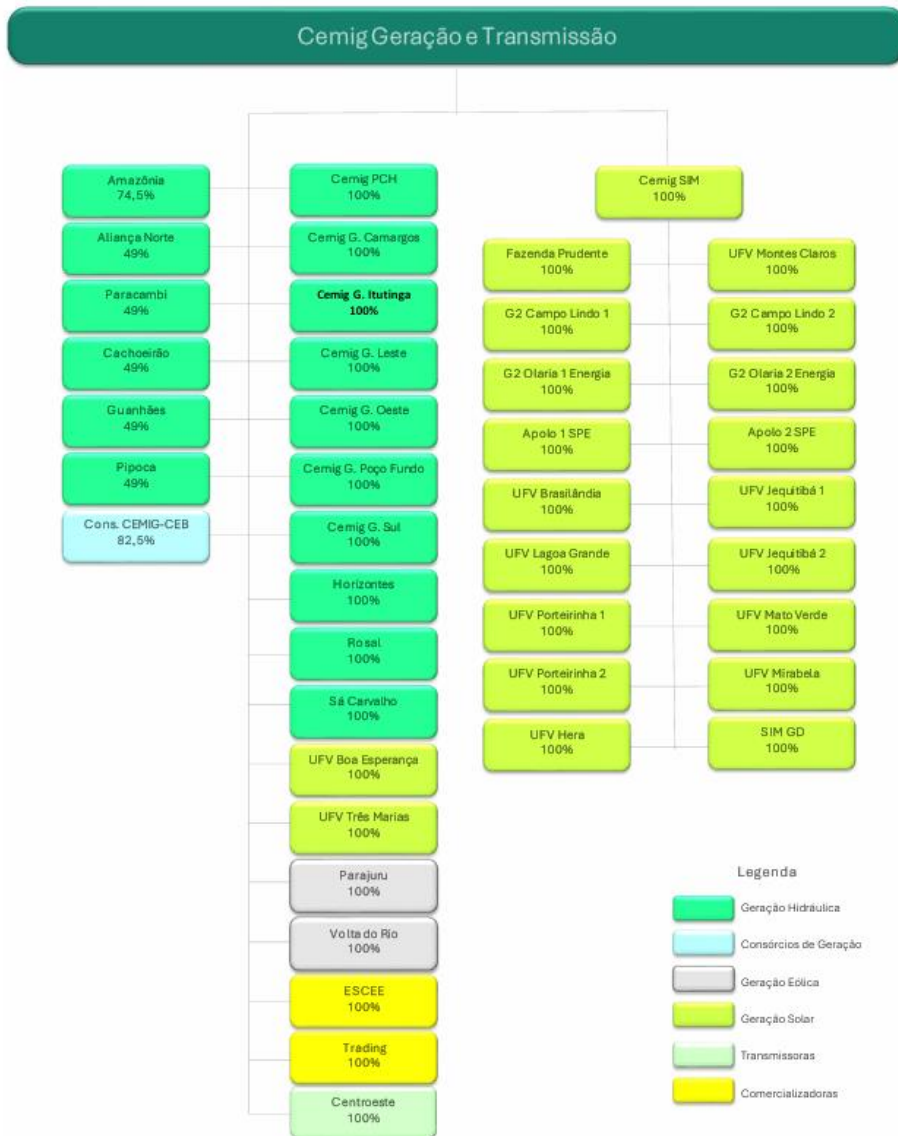 Cemig Geração e Transmissão
Amazônia
74,5%
Aliança Norte
49%
Paracambi
49%
Cachoeirão
49%
Guanhães
49%
Pipoca
49%
Cons. CEMIG-CEB
82,5%
Cemig PCH
100%
Cemig G. Camargos
100%
Cemig G. Itutinga
100%
Cemig G. Leste
100%
Cemig G. Oeste
100%
Cemig G. Poço Fundo
100%
Cemig G. Sul
100%
Horizontes
100%
Rosal
100%
Sá Carvalho
100%
UFV Boa Esperança
100%
UFV Três Marias
100%
Parajuru
100%
Volta do Rio
100%
ESCEE
100%
Trading
100%
Centroeste
100%
Cemig SIM
100%
Fazenda Prudente
100%
G2 Campo Lindo 1
100%
G2 Olaria 1 Energia
100%
Apolo 1 SPE
100%
UFV Brasilândia
100%
UFV Lagoa Grande
100%
UFV Porteirinha 1
100%
UFV Porteirinha 2
100%
UFV Hera
100%
UFV Montes Claros
100%
G2 Campo Lindo 2
100%
G2 Olaria 2 Energia
100%
Apolo 2 SPE
100%
UFV Jequitibá 1
100%
UFV Jequitibá 2
100%
UFV Mato Verde
100%
UFV Mirabela
100%
SIM GD
100%
Legenda
Geração Hidráulica
Consórcios de Geração
Geração Eólica
Geração Solar
Transmissoras
Comercializadoras